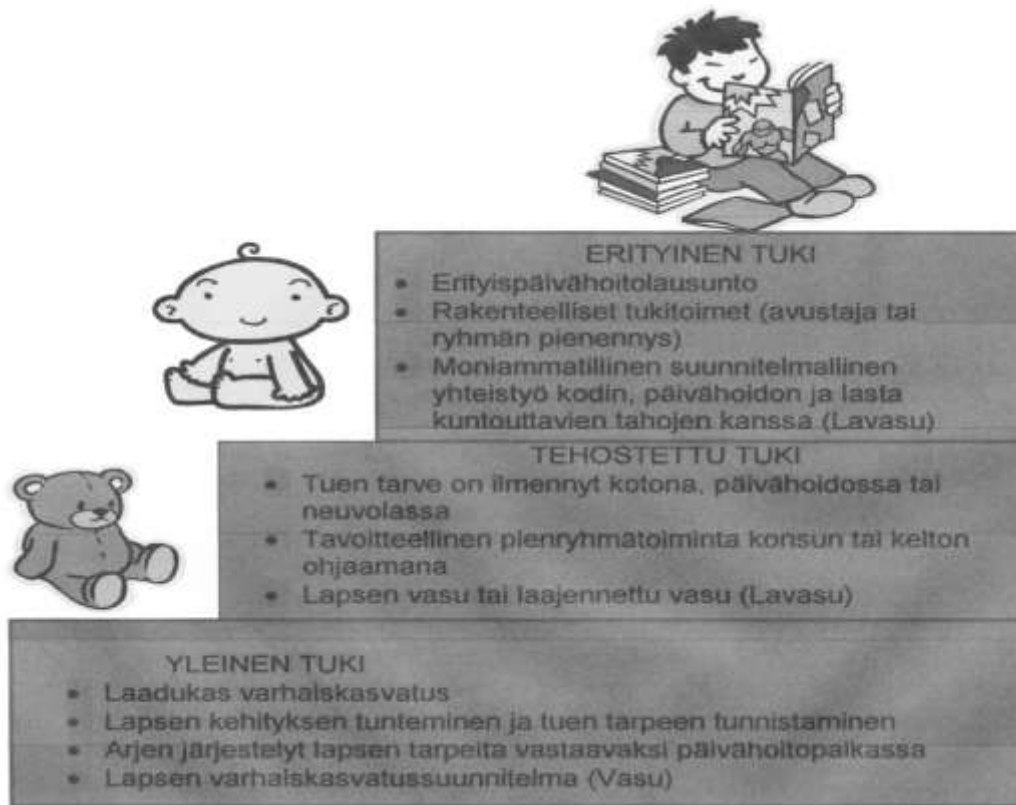 ERITYINEN TUKI
• Erityispäivähoitolausunto
• Rakenteelliset tukitoimet (avustaja tai
ryhmän pienennys)
• Moniammatillinen suunnitelmallinen
yhteistyö kodin, päivähoidon ja lasta
kuntouttavien tahojen kanssa (Lavasu)
TEHOSTETTU TUKI
• Tuen tarve on ilmennyt kotona, päivähoidossa tai
neuvolassa
• Tavoitteellinen pienryhmätoiminta konsun tai kelton
ohjaamana
• Lapsen vasu tai laajennettu vasu (Lavasu)
YLEINEN TUKI
• Laadukas varhaiskasvatus
• Lapsen kehityksen tunteminen ja tuen tarpeen tunnistaminen
• Arjen järjestelyt lapsen tarpeita vastaavaksi päivähoitopaikassa
• Lapsen varhaiskasvatussuunnitelma (Vasu)